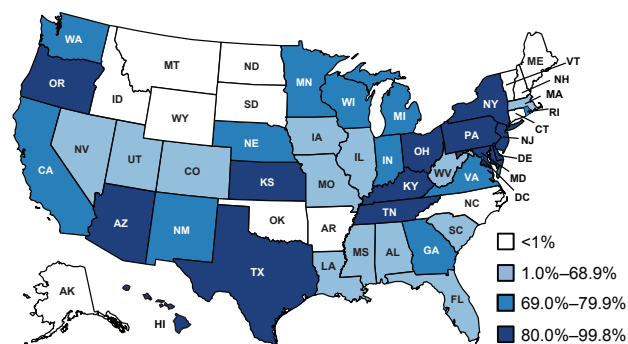 WA
MT
ND
ME
VT
NH
MA
RI
CT
NJ
DE
MD
DC
OR
ID
WY
SD
MN
WI
MI
NY
PA
NV
UT
CO
NE
IA
IL
IN
OH
WV
VA
CA
KS
MO
KY
NC
AZ
NM
OK
AR
TN
SC
TX
LA
MS
AL
GA
FL
AK
HI
<1%
1.0%–68.9%
69.0%–79.9%
80.0%–99.8%